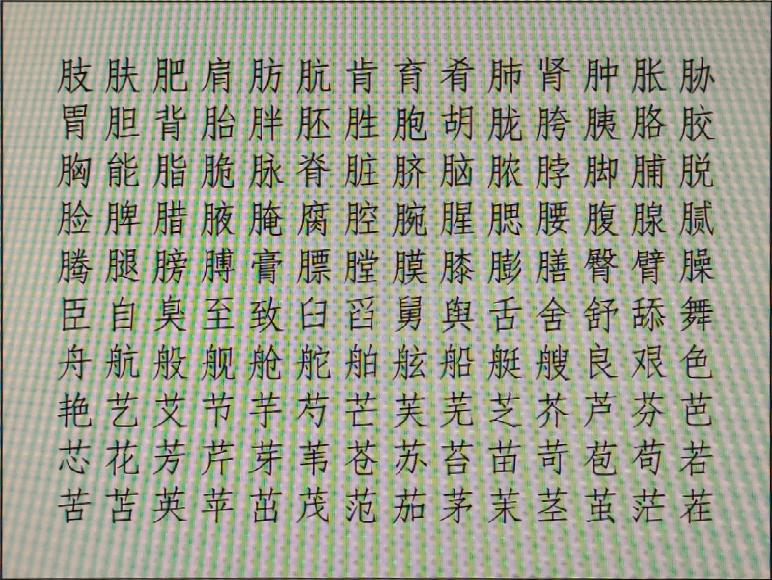 肢肤肥肩肪肮肯育肴肺肾肿胀胁
胃胆背胎胖胚胜胞胡胧胯胰胳胶
胸能脂脆脉脊脏脐脑脓脖脚脯脱
脸脾腊腋腌腐腔腕腥腮腰腹腺腻
腾腿膀膊膏膘膛膜膝膨膳臀臂臊
臣自臭至致臼舀舅舆舌舍舒舔舞
舟航般舰舱舵舶舷船艇艘良艰色
艳艺艾节芋芍芒芙芜芝芥芦芬芭
芯花芳芹芽苇苍苏苔苗苛苞苟若
苦苫英苹茁茂范茄茅茉茎茧茫茬